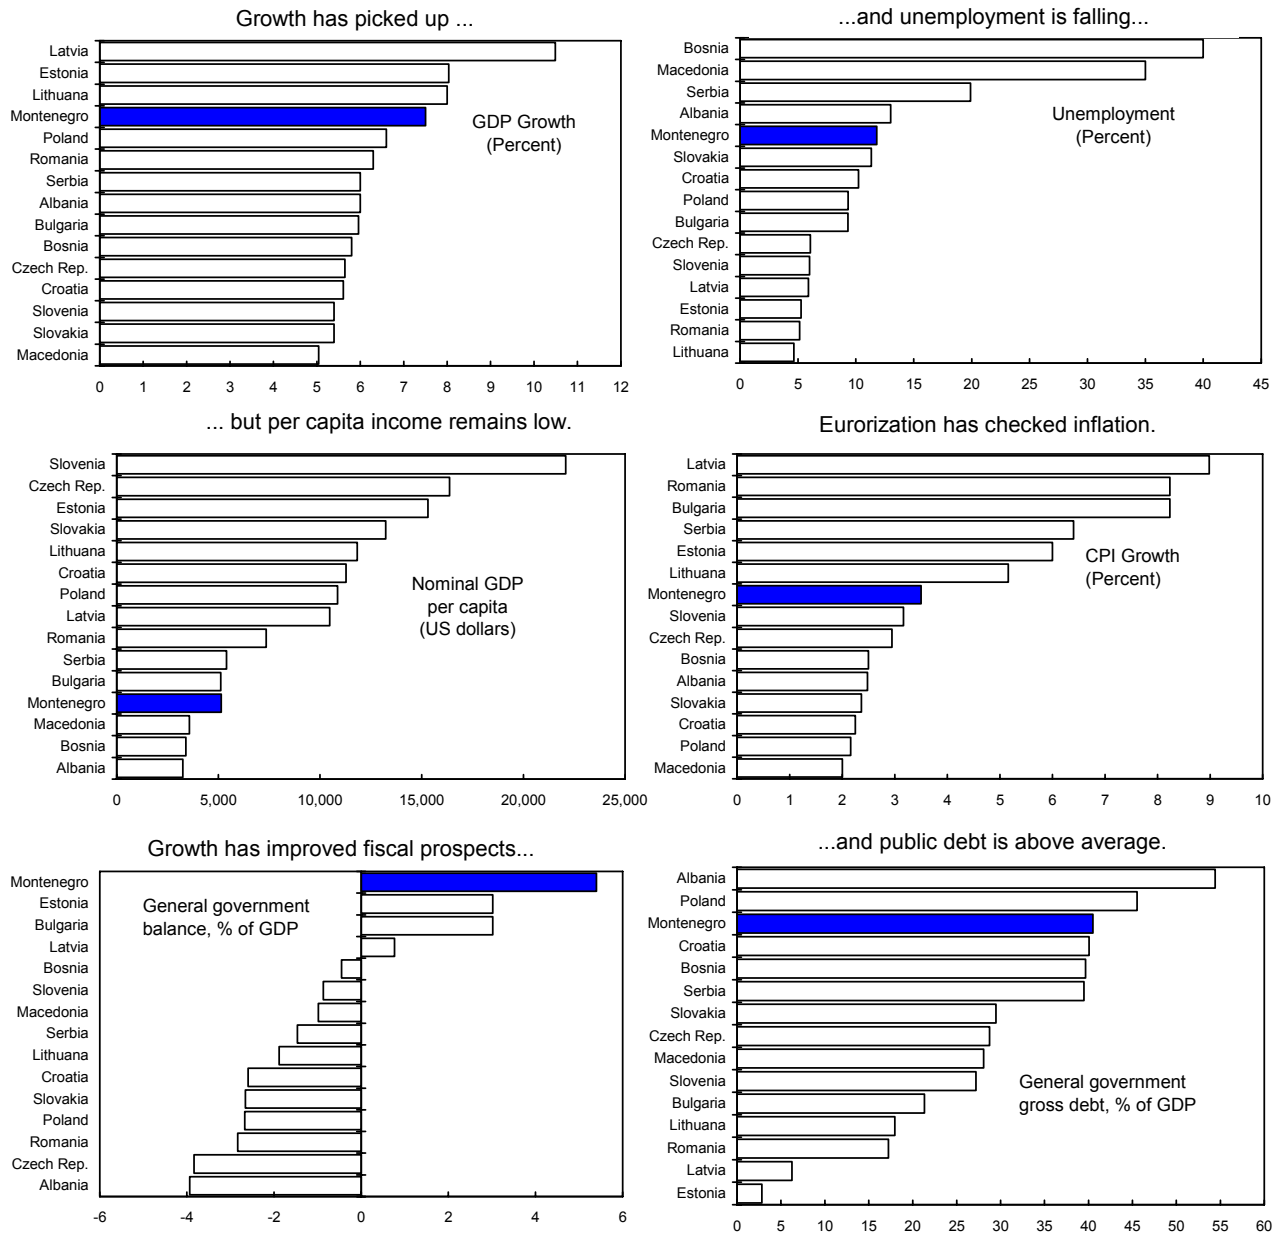 Growth has picked up ...
Latvia
Estonia
Lithuana
Montenegro
Poland
Romania
Serbia
Albania
Bulgaria
Bosnia
Czech Rep.
Croatia
Slovenia
Slovakia
Macedonia
GDP Growth
(Percent)
0 1 2 3 4 5 6 7 8 9 10 11 12
...and unemployment is falling...
Bosnia
Macedonia
Serbia
Albania
Montenegro
Slovakia
Croatia
Poland
Bulgaria
Czech Rep.
Slovenia
Latvia
Estonia
Romania
Lithuana
Unemployment
(Percent)
0 5 10 15 20 25 30 35 40 45
... but per capita income remains low.
Slovenia
Czech Rep.
Estonia
Slovakia
Lithuana
Croatia
Poland
Latvia
Romania
Serbia
Bulgaria
Montenegro
Macedonia
Bosnia
Albania
Nominal GDP
per capita
(US dollars)
0 5,000 10,000 15,000 20,000 25,000
Eurorization has checked inflation.
Latvia
Romania
Bulgaria
Serbia
Estonia
Lithuana
Montenegro
Slovenia
Czech Rep.
Bosnia
Albania
Slovakia
Croatia
Poland
Macedonia
CPI Growth
(Percent)
0 1 2 3 4 5 6 7 8 9 10
Growth has improved fiscal prospects...
Montenegro
Estonia
Bulgaria
Latvia
Bosnia
Slovenia
Macedonia
Serbia
Lithuana
Croatia
Slovakia
Poland
Romania
Czech Rep.
Albania
General government
balance, % of GDP
-6 -4 -2 0 2 4 6
...and public debt is above average.
Albania
Poland
Montenegro
Croatia
Bosnia
Serbia
Slovakia
Czech Rep.
Macedonia
Slovenia
Bulgaria
Lithuana
Romania
Latvia
Estonia
General government
gross debt, % of GDP
0 5 10 15 20 25 30 35 40 45 50 55 60